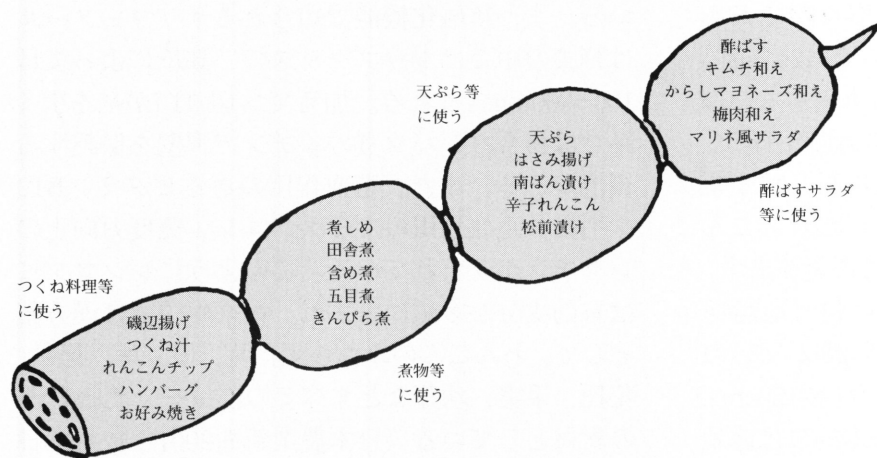 酢ばす
キムチ和え
からしマヨネーズ和え
梅肉和え
マリネ風サラダ
酢ばすサラダ
等に使う
天ぷら等
に使う
天ぷら
はさみ揚げ
南ばん漬け
辛子れんこん
松前漬け
煮しめ
田舎煮
含め煮
五目煮
きんぴら煮
煮物等
に使う
つくね料理等
に使う
磯辺揚げ
つくね汁
れんこんチップ
ハンバーグ
お好み焼き